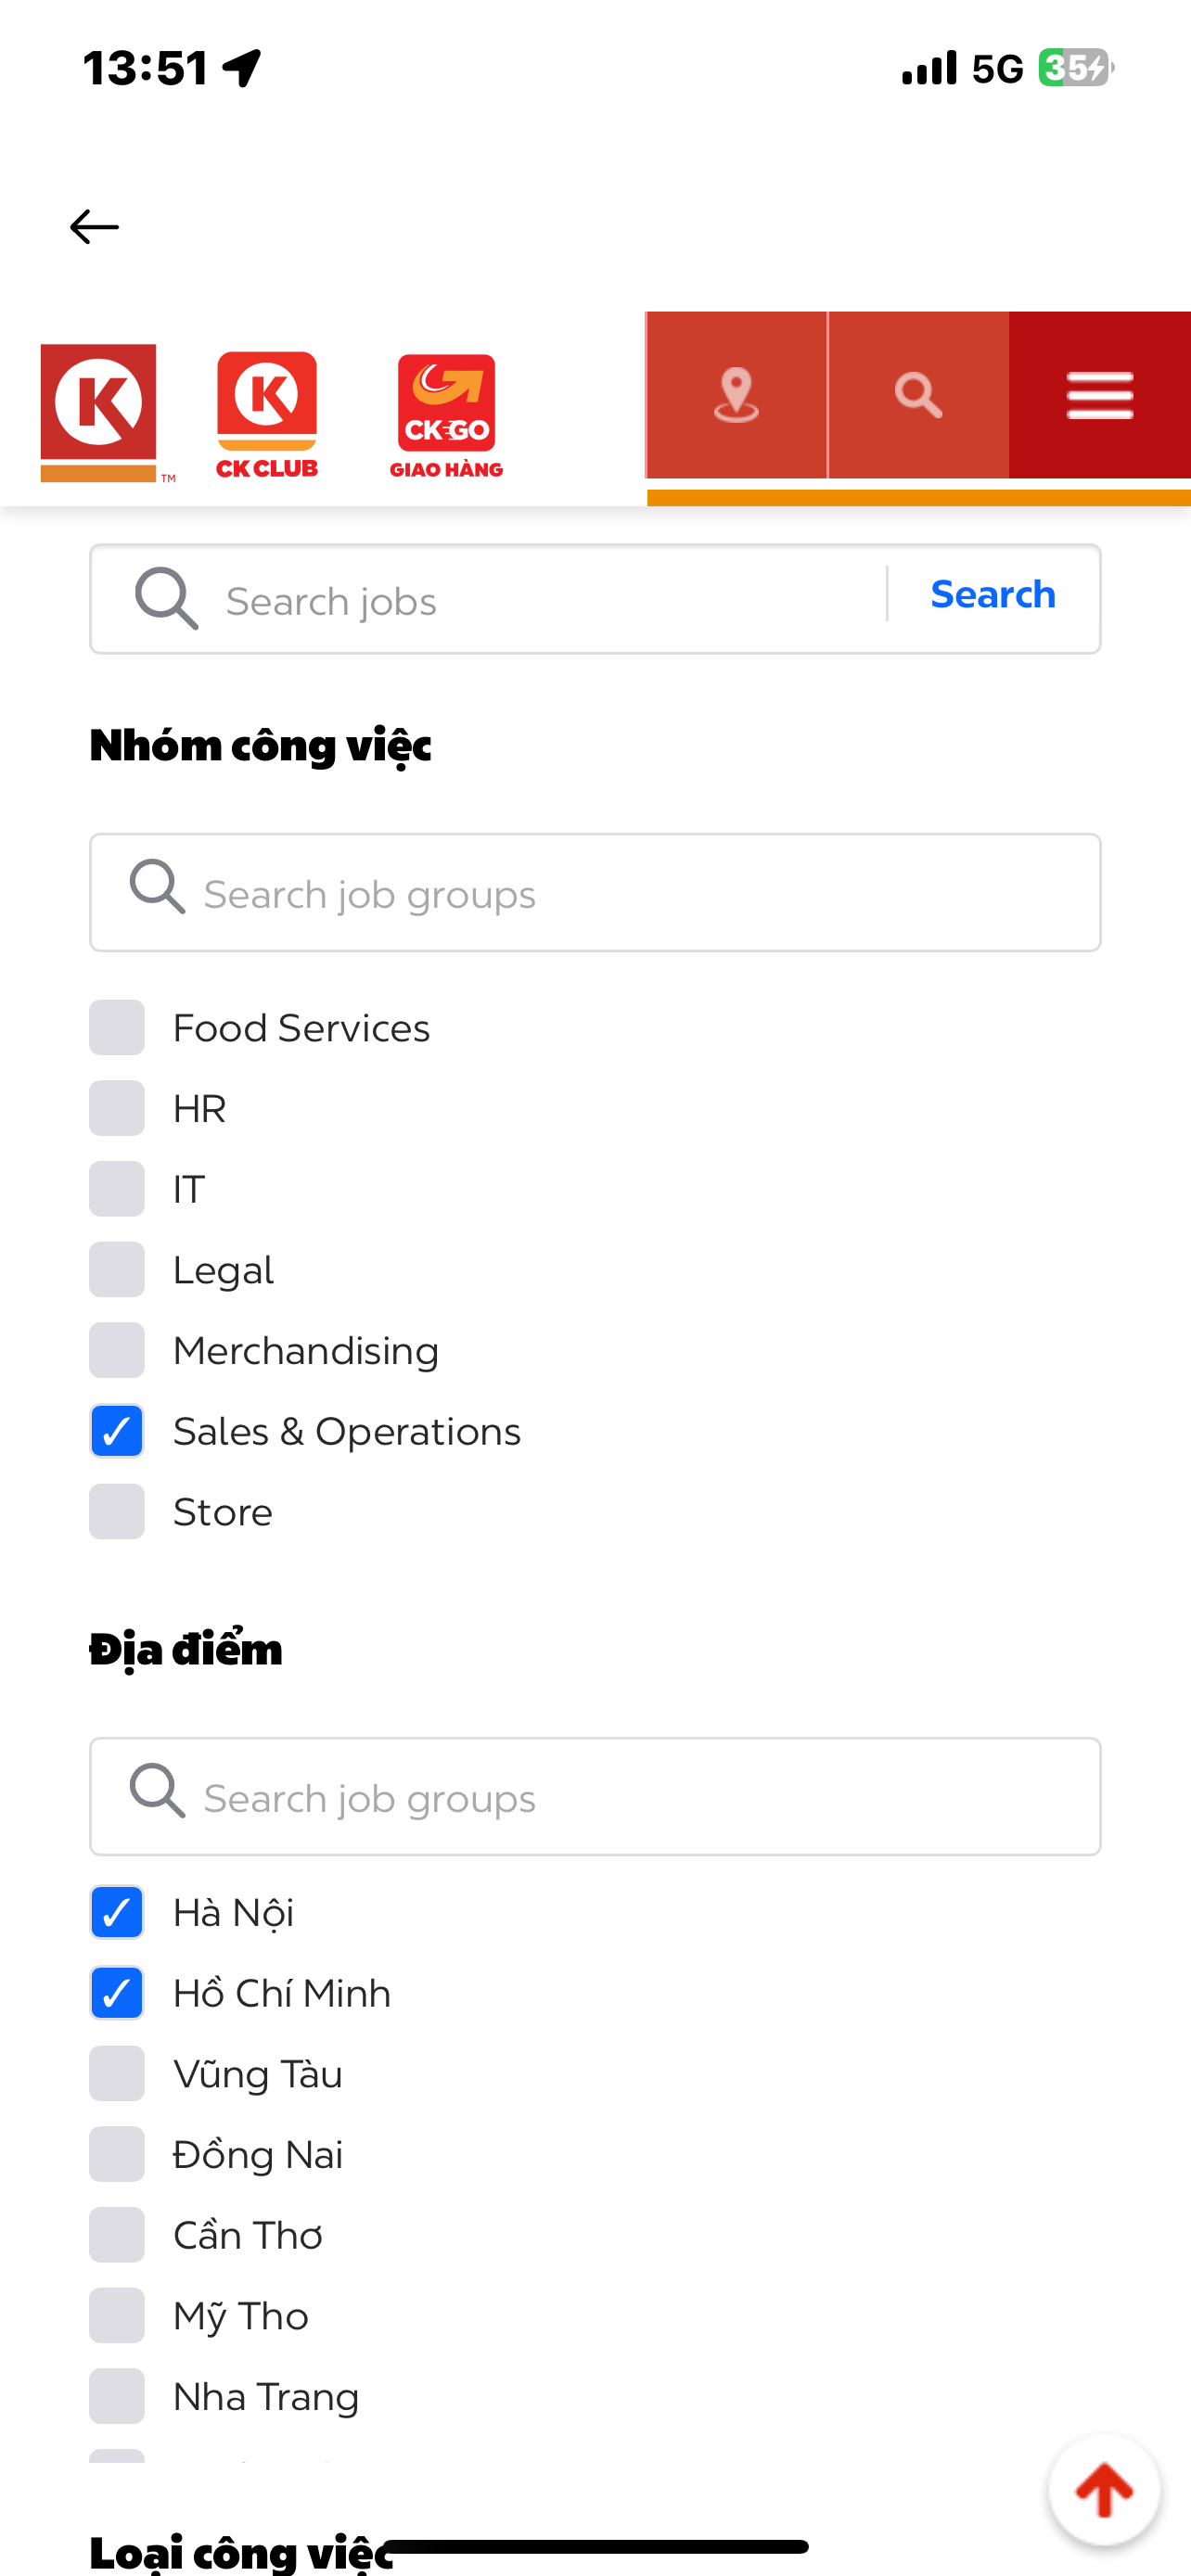 13:51 5G 35
K K CK GO
TM CK CLUB GIAO HÀNG
Search jobs Search
Nhóm công việc
Search job groups
Food Services
HR
IT
Legal
Merchandising
Sales & Operations
Store
Địa điểm
Search job groups
Hà Nội
Hồ Chí Minh
Vũng Tàu
Đồng Nai
Cần Thơ
Mỹ Tho
Nha Trang
Loại công việc